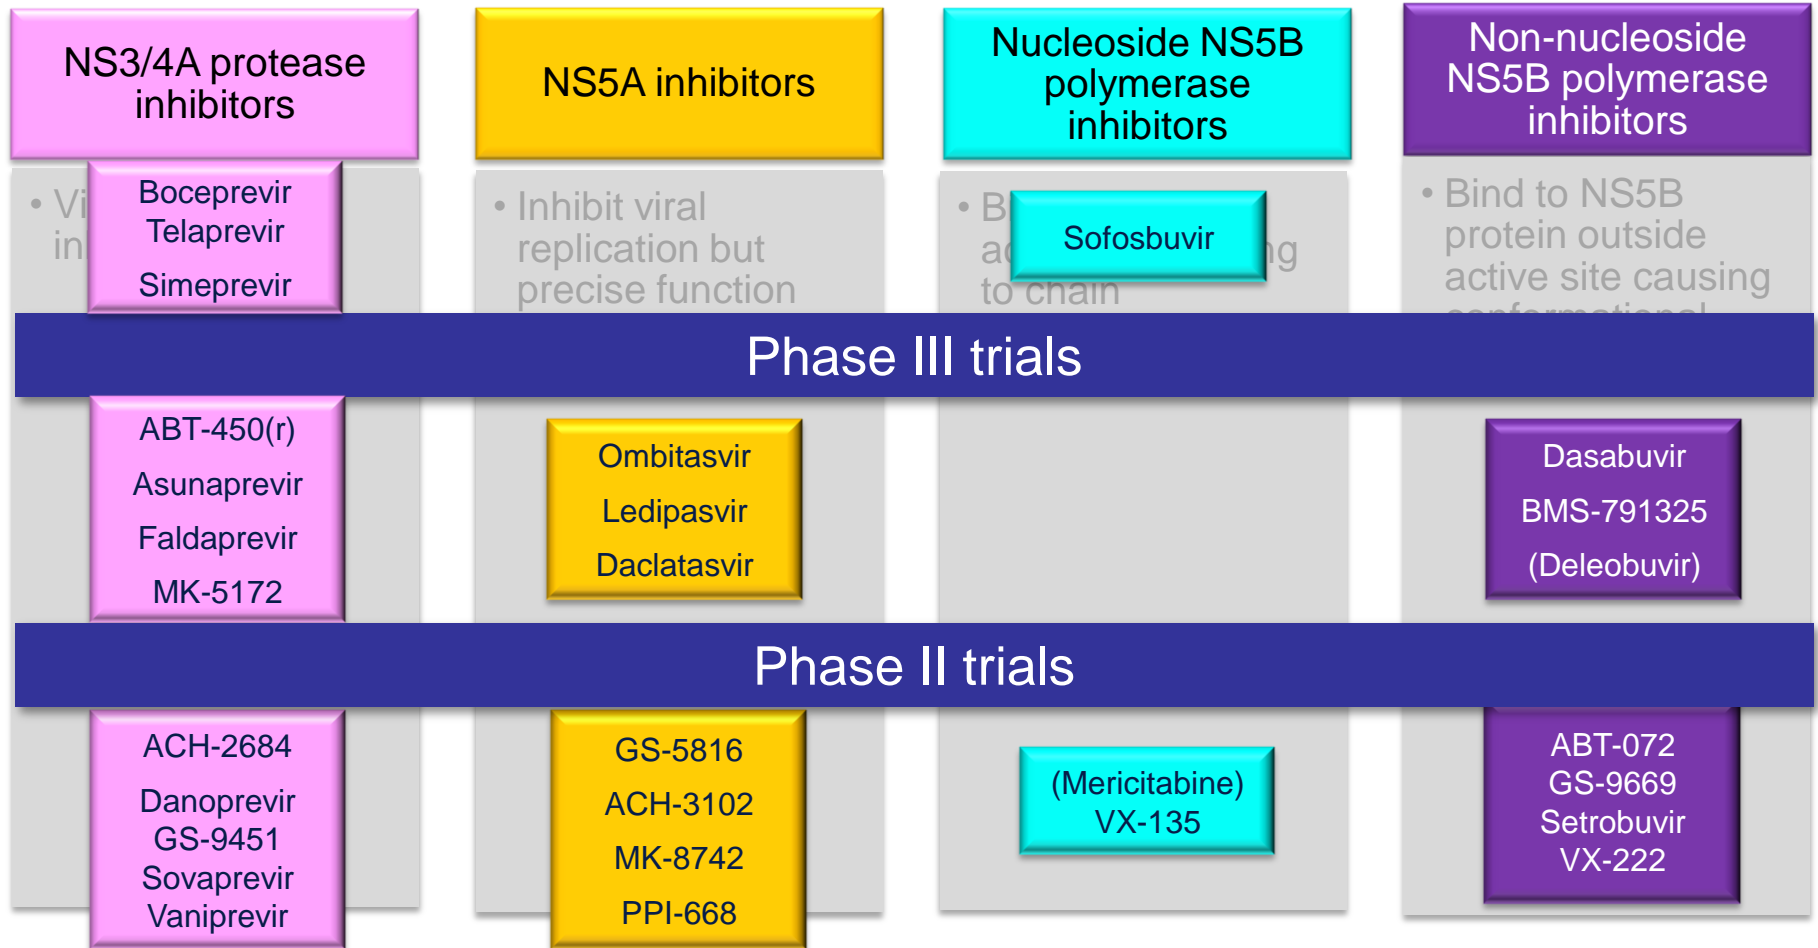 NS3/4A protease
inhibitors
NS5A inhibitors
Nucleoside NS5B
polymerase
inhibitors
Non-nucleoside
NS5B polymerase
inhibitors
Boceprevir
Telaprevir
Simeprevir
• Inhibit viral
replication but
precise function
•
to chain
Sofosbuvir
• Bind to NS5B
protein outside
active site causing
conformational
Phase III trials
ABT-450(r)
Asunaprevir
Faldaprevir
MK-5172
Ombitasvir
Ledipasvir
Daclatasvir
Dasabuvir
BMS-791325
(Deleobuvir)
Phase II trials
ACH-2684
Danoprevir
GS-9451
Sovaprevir
Vaniprevir
GS-5816
ACH-3102
MK-8742
PPI-668
(Mericitabine)
VX-135
ABT-072
GS-9669
Setrobuvir
VX-222